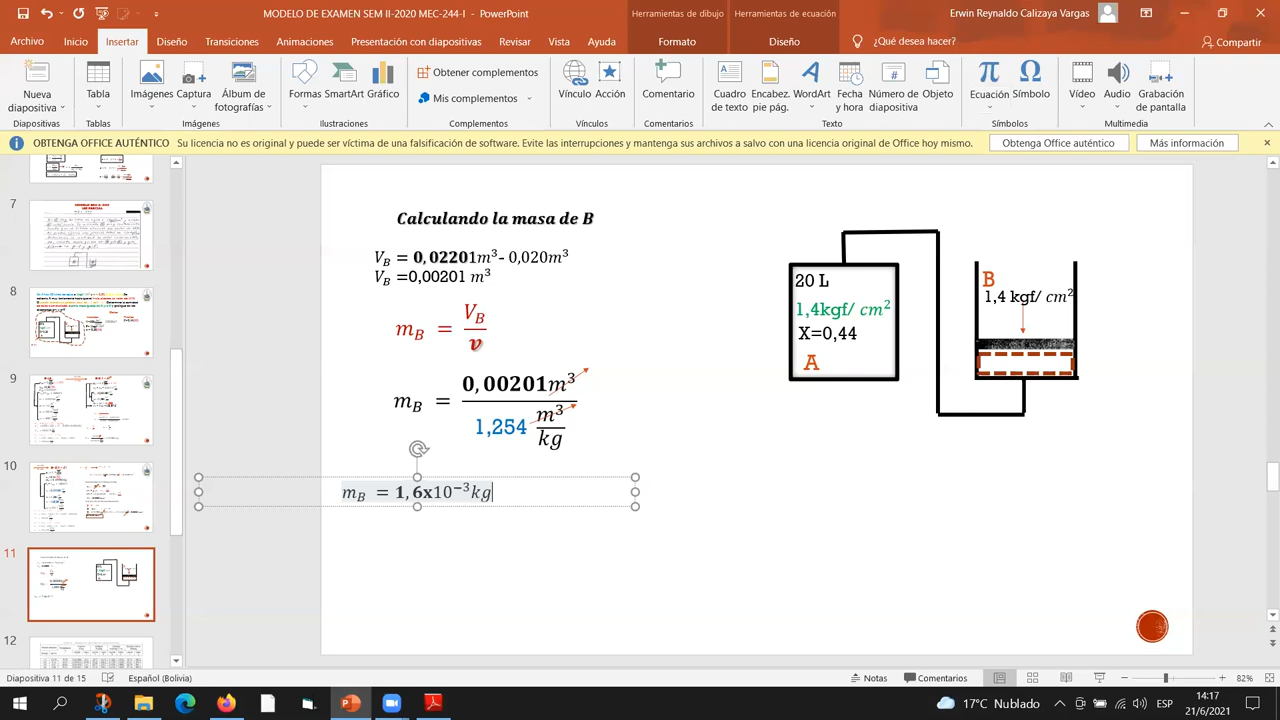 MODELO DE EXAMEN SEM II-2020 MEC-244-I - PowerPoint
Herramientas de dibujo
Herramientas de ecuación
Erwin Reynaldo Calizaya Vargas
Archivo Inicio Insertar Diseño Transiciones Animaciones Presentación con diapositivas Revisar Vista Ayuda Formato Diseño ¿Qué desea hacer? Compartir
Nueva diapositiva
Tabla
Imágenes
Captura
Álbum de fotografías
Formas
SmartArt
Gráfico
Obtener complementos
Mis complementos
Vínculo
Acción
Comentario
Cuadro de texto
Encabez. pie pág.
WordArt
Fecha y hora
Número de diapositiva
Objeto
Ecuación
Símbolo
Vídeo
Audio
Grabación de pantalla
Diapositivas Tablas Imágenes Ilustraciones Complementos Vínculos Comentarios Texto Símbolos Multimedia
OBTENGA OFFICE AUTÉNTICO Su licencia no es original y puede ser víctima de una falsificación de software. Evite las interrupciones y mantenga sus archivos a salvo con una licencia original de Office hoy mismo. Obtenga Office auténtico Más información
7
8
9
10
11
12
Calculando la masa de B
V_B = 0,02201m³- 0,020m³
V_B =0,00201 m³
m_B = V_B / v
m_B = 0,00201m³ / 1,254 m³/kg
m_B = 1,6x10⁻³kg
20 L
1,4kgf/ cm²
X=0,44
A
B
1,4 kgf/ cm²
Diapositiva 11 de 15 Español (Bolivia) Notas Comentarios 82%
17°C Nublado ESP 14:17
21/6/2021